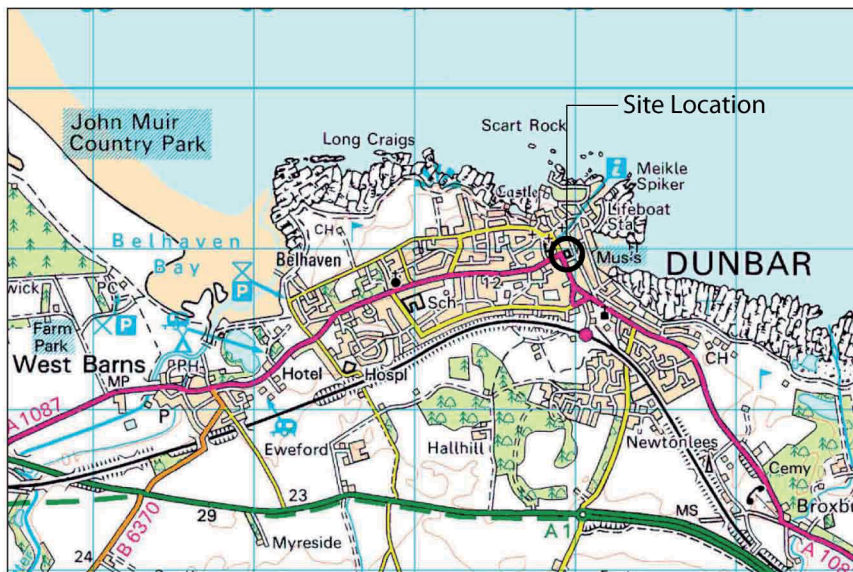 Site Location
John Muir
Country Park
Scart Rock
Long Craigs
Meikle
Spiker
Castle
Lifeboat
Sta
CH
Belhaven
Bay
Belhaven
Mus's
DUNBAR
wick
PC
P
P
12
Sch
Farm
Park
West Barns
PH
MP
Hotel
Hospl
CH
A 1087
P
Eweford
Hallhill
Newtonlees
Cemy
23
29
MS
Broxb
A 1
Myreside
B 6370
24
A 108